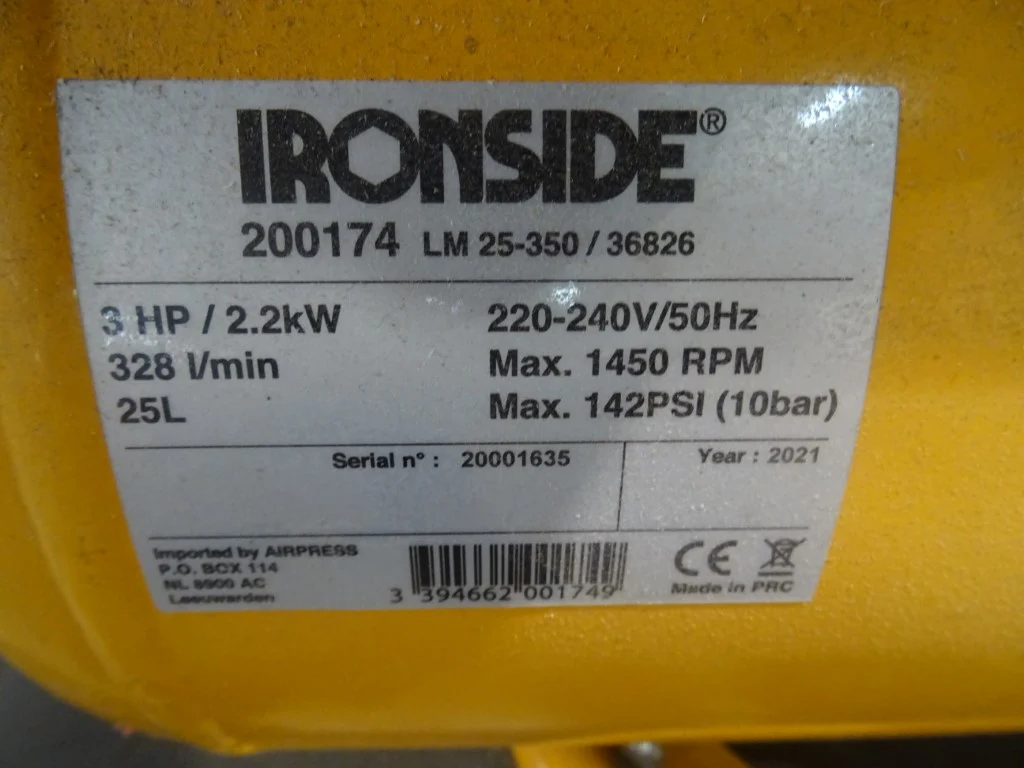 IRONSIDE®
200174 LM 25-350 / 36826
3 HP / 2.2kW 220-240V/50Hz
328 l/min Max. 1450 RPM
25L Max. 142PSI (10bar)
Serial n° : 20001635 Year : 2021
Imported by AIRPRESS
P.O. BOX 114
NL 8900 AC
Leeuwarden
3 394662 001749
CE
Made in PRC